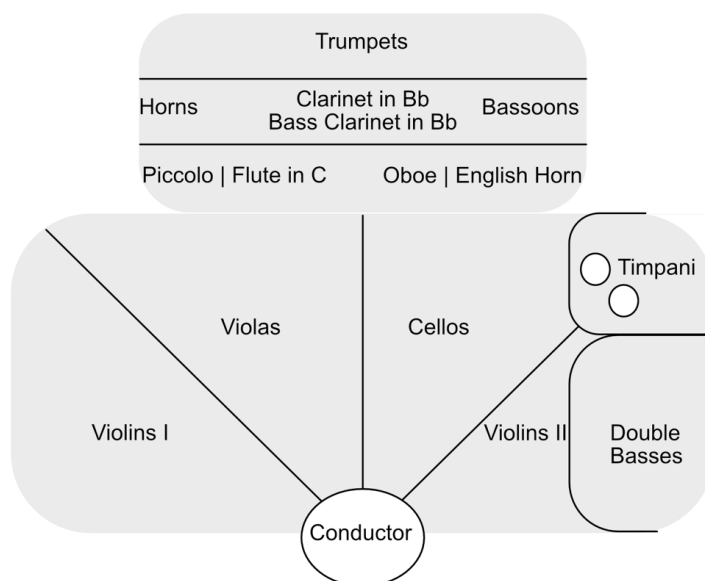 Trumpets
Horns
Clarinet in Bb
Bass Clarinet in Bb
Bassoons
Piccolo | Flute in C
Oboe | English Horn
Timpani
Violas
Cellos
Violins I
Violins II
Double
Basses
Conductor